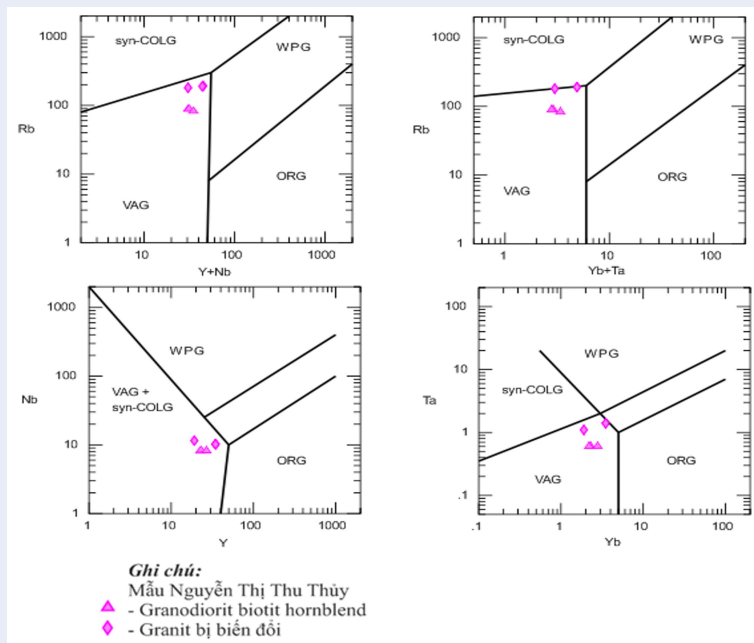 1000
100
10
1
Rb
syn-COLG
WPG
VAG
ORG
10
100
1000
Y+Nb
1000
100
10
1
Rb
syn-COLG
WPG
VAG
ORG
1
10
100
Yb+Ta
1000
100
10
1
Nb
WPG
VAG +
syn-COLG
ORG
1
10
100
1000
Y
100
10
1
.1
Ta
WPG
syn-COLG
VAG
ORG
.1
1
10
100
Yb
Ghi chú:
Mẫu Nguyễn Thị Thu Thủy
- Granodiorit biotit hornblend
- Granit bị biến đổi